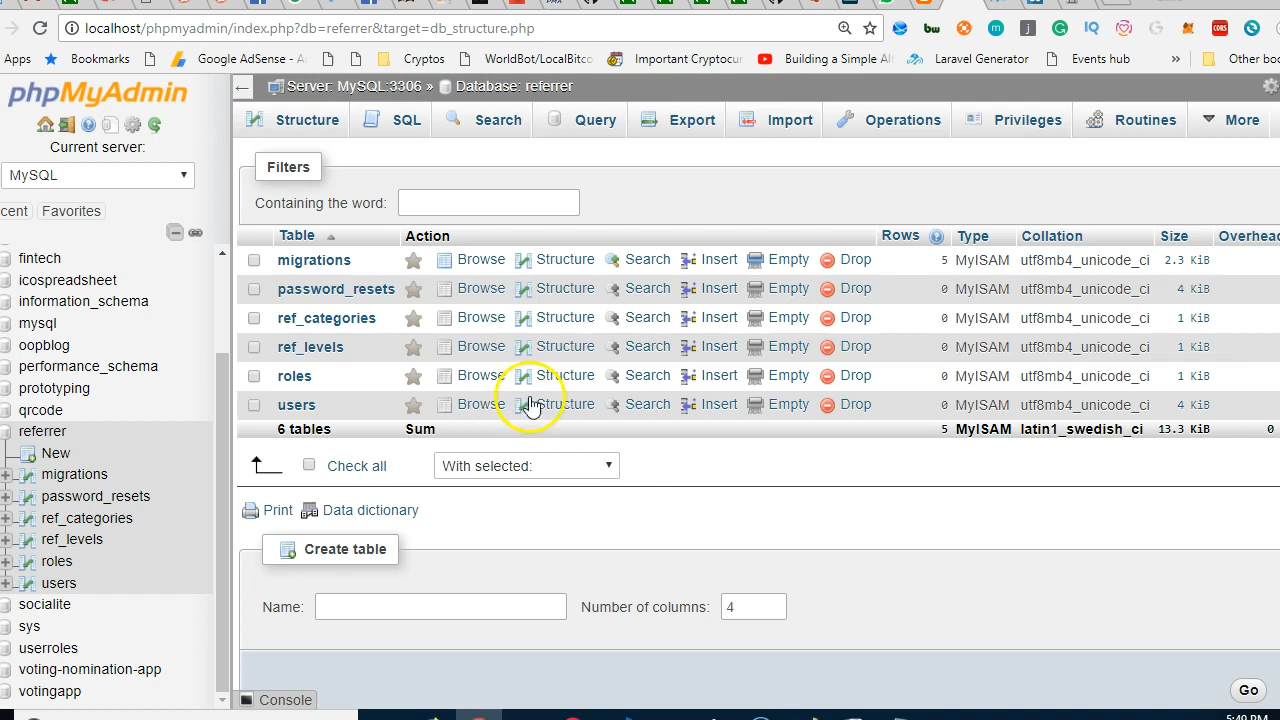 localhost/phpmyadmin/index.php?db=referrer&target=db_structure.php
bw
m
j
IQ
CORS
Apps Bookmarks Google AdSense - Da Cryptos WorldBot/LocalBitco Important Cryptocur Building a Simple Al Laravel Generator Events hub » Other boo
phpMyAdmin
Current server:
MySQL
cent Favorites
fintech
icospreadsheet
information_schema
mysql
oopblog
performance_schema
prototyping
qrcode
referrer
New
migrations
password_resets
ref_categories
ref_levels
roles
users
socialite
sys
userroles
voting-nomination-app
votingapp
Server: MySQL:3306 » Database: referrer
Structure SQL Search Query Export Import Operations Privileges Routines More
Filters
Containing the word:
Table Action Rows Type Collation Size Overhead
migrations Browse Structure Search Insert Empty Drop 5 MyISAM utf8mb4_unicode_ci 2.3 KiB
password_resets Browse Structure Search Insert Empty Drop 0 MyISAM utf8mb4_unicode_ci 4 KiB
ref_categories Browse Structure Search Insert Empty Drop 0 MyISAM utf8mb4_unicode_ci 1 KiB
ref_levels Browse Structure Search Insert Empty Drop 0 MyISAM utf8mb4_unicode_ci 1 KiB
roles Browse Structure Search Insert Empty Drop 0 MyISAM utf8mb4_unicode_ci 1 KiB
users Browse Structure Search Insert Empty Drop 0 MyISAM utf8mb4_unicode_ci 4 KiB
6 tables Sum 5 MyISAM latin1_swedish_ci 13.3 KiB 0
Check all With selected:
Print Data dictionary
Create table
Name: Number of columns: 4
Go
Console
5:49 PM